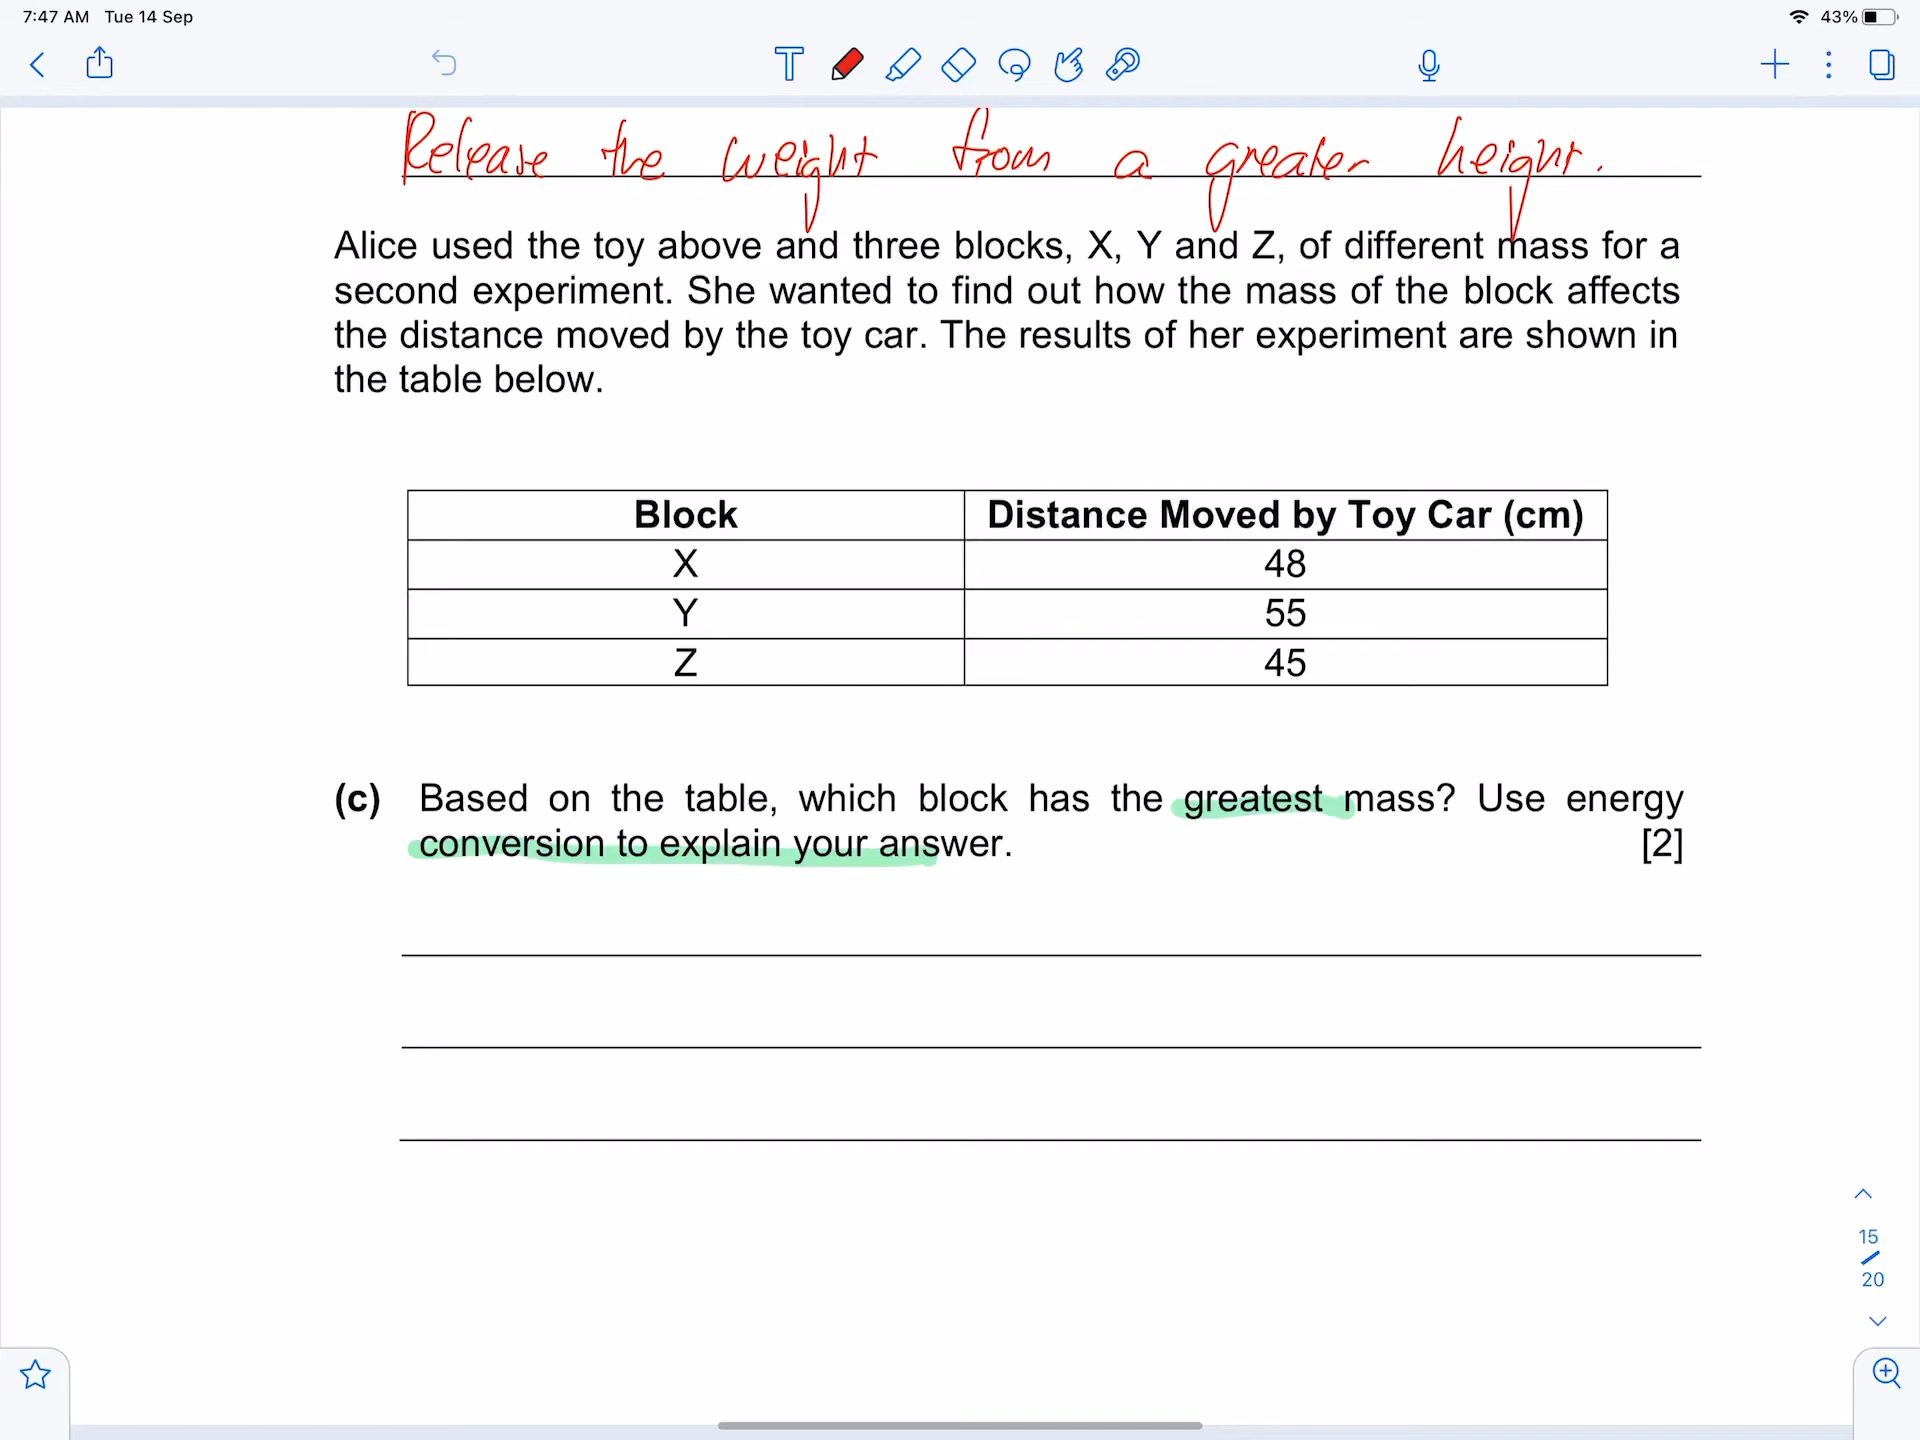 7:47 AM Tue 14 Sep
43%
T
Release the weight from a greater height.
Alice used the toy above and three blocks, X, Y and Z, of different mass for a
second experiment. She wanted to find out how the mass of the block affects
the distance moved by the toy car. The results of her experiment are shown in
the table below.
Block Distance Moved by Toy Car (cm)
X 48
Y 55
Z 45
(c) Based on the table, which block has the greatest mass? Use energy
conversion to explain your answer. [2]
15
/
20